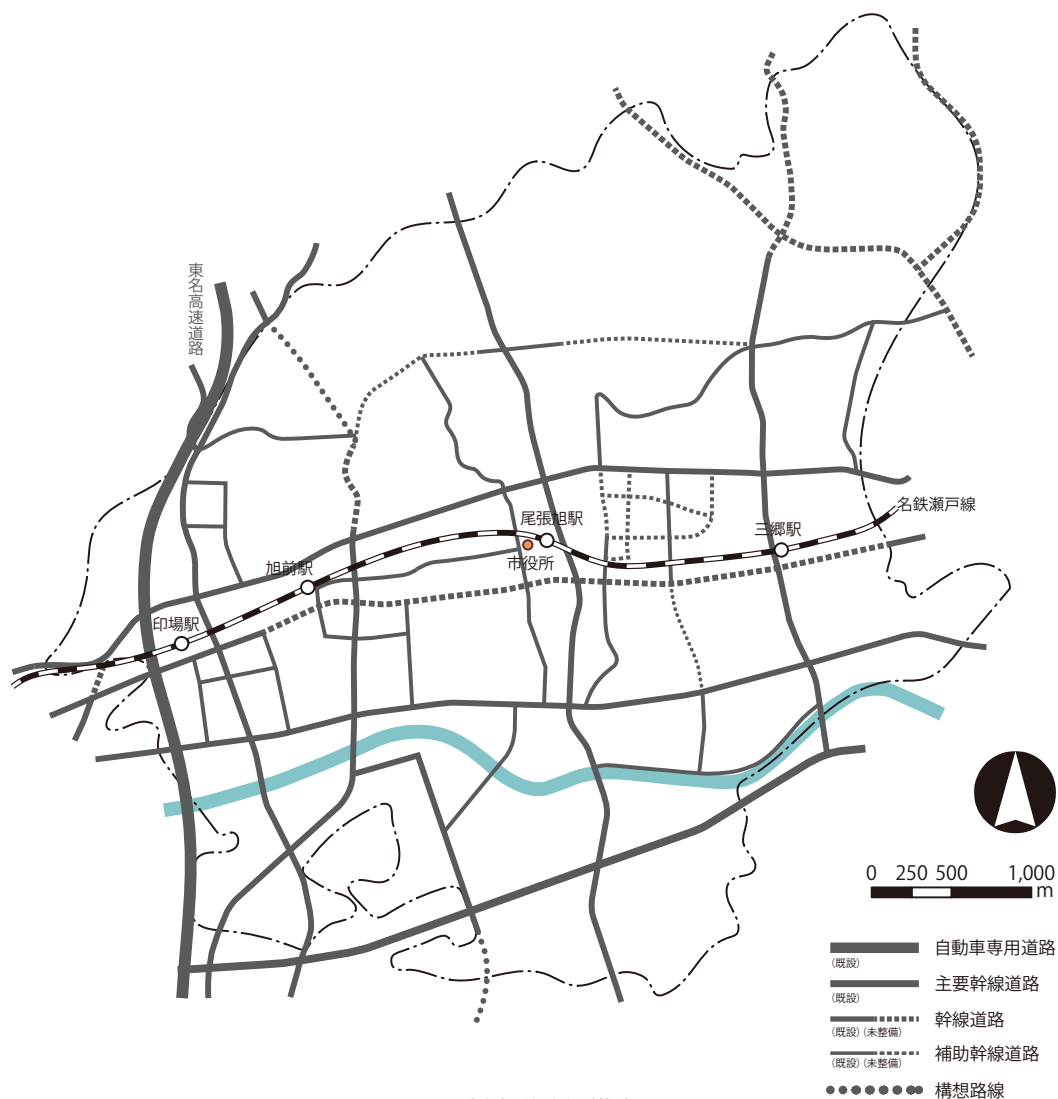 東名高速道路
名鉄瀬戸線
尾張旭駅
三郷駅
市役所
旭前駅
印場駅
0 250 500 1,000
m
自動車専用道路
(既設)
主要幹線道路
(既設)
幹線道路
(既設)(未整備)
補助幹線道路
(既設)(未整備)
構想路線